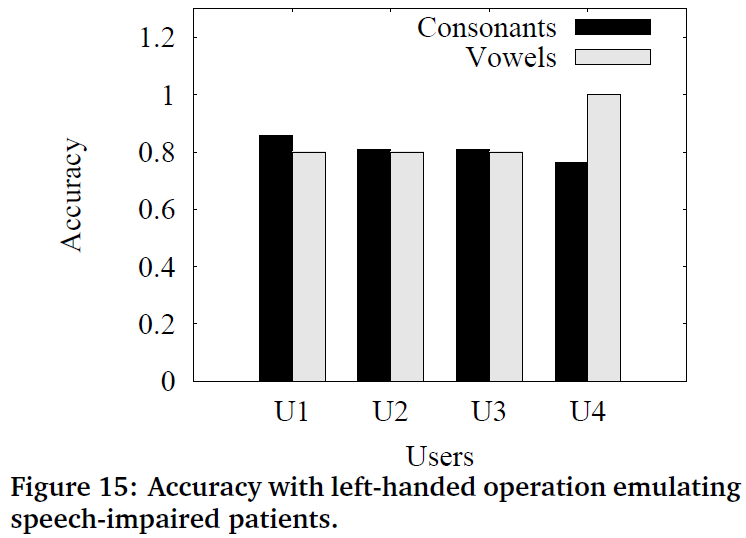 Consonants
Vowels
1.2
1
0.8
0.6
0.4
0.2
0
Accuracy
U1 U2 U3 U4
Users
Figure 15: Accuracy with left-handed operation emulating
speech-impaired patients.